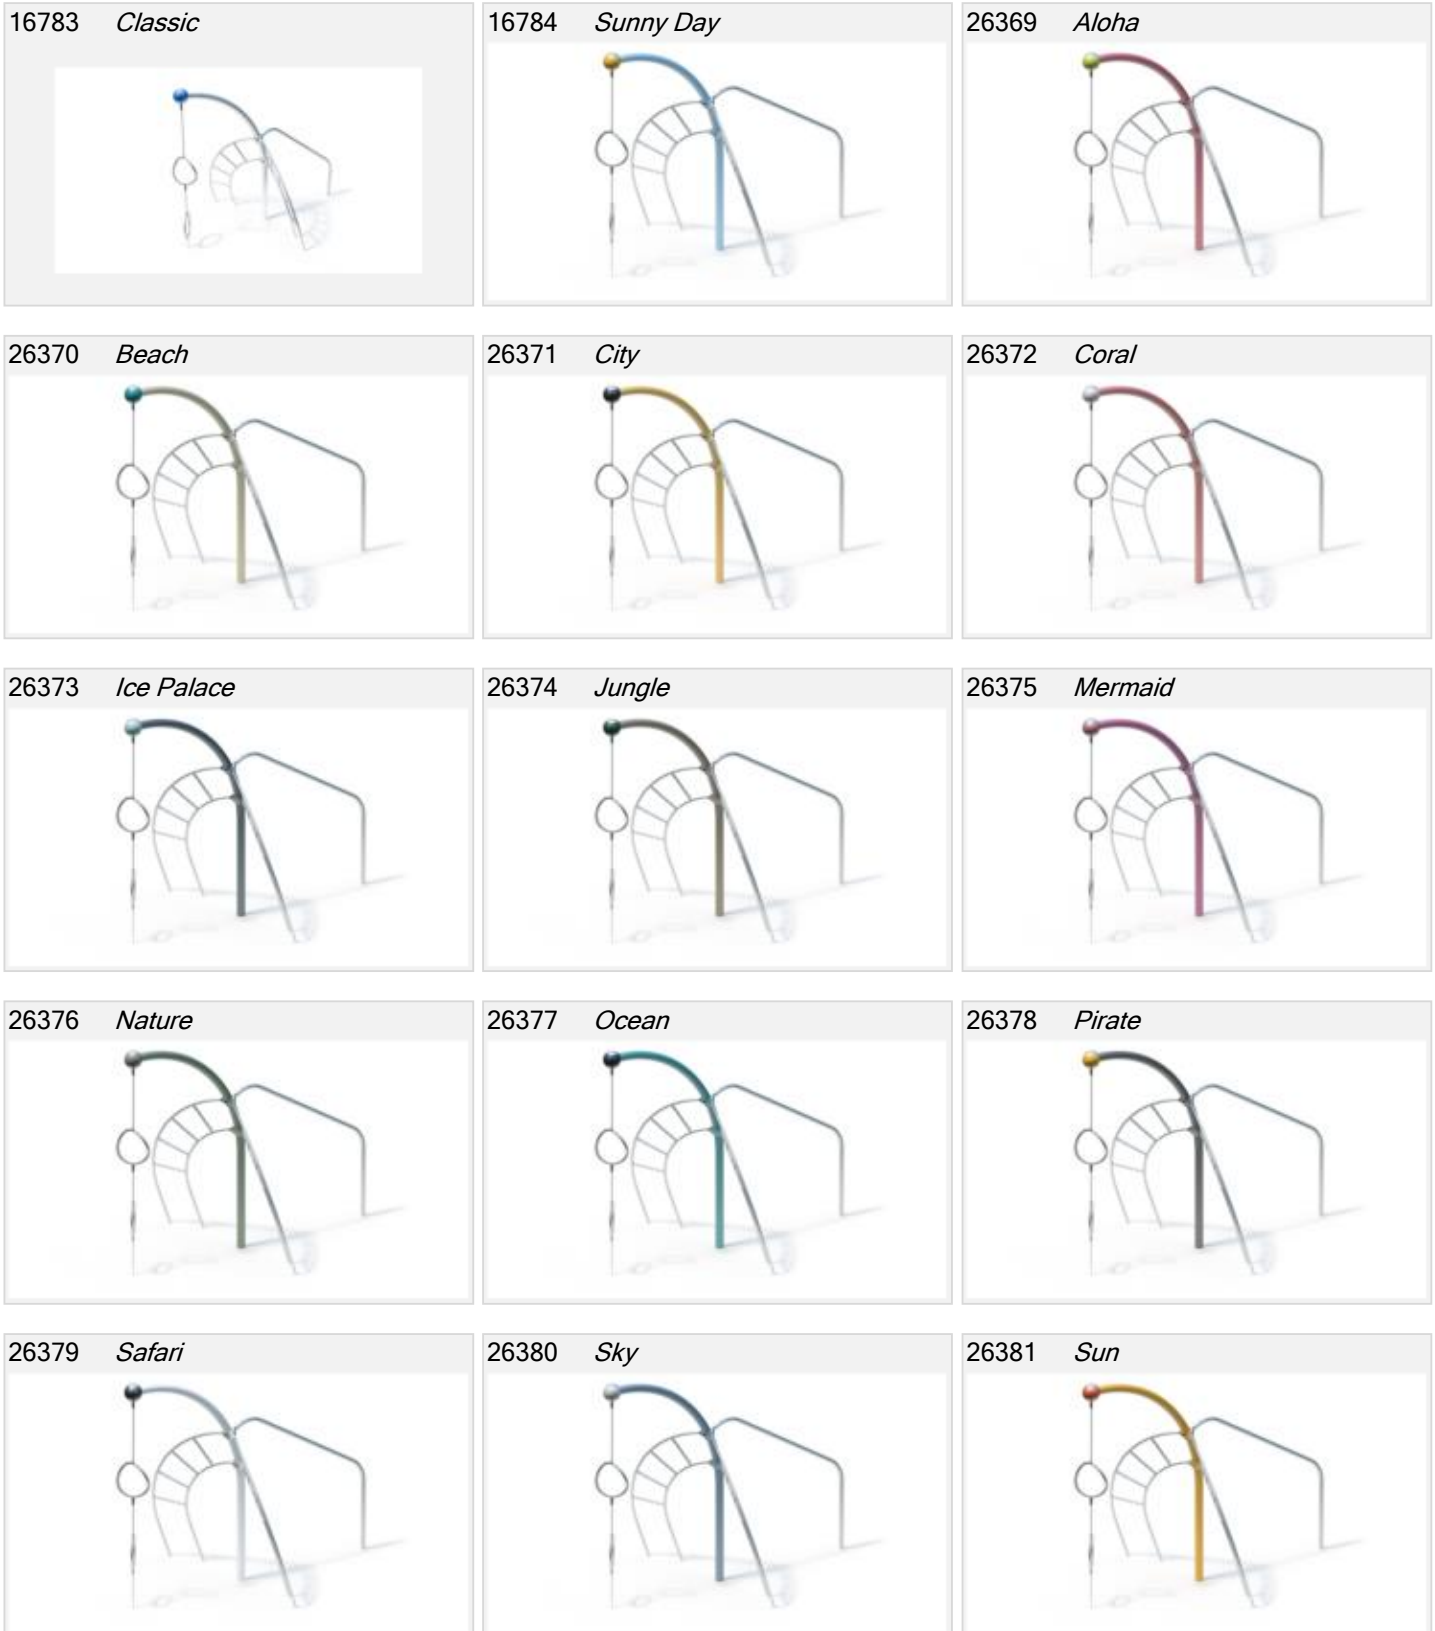 16783 Classic
16784 Sunny Day
26369 Aloha
26370 Beach
26371 City
26372 Coral
26373 Ice Palace
26374 Jungle
26375 Mermaid
26376 Nature
26377 Ocean
26378 Pirate
26379 Safari
26380 Sky
26381 Sun